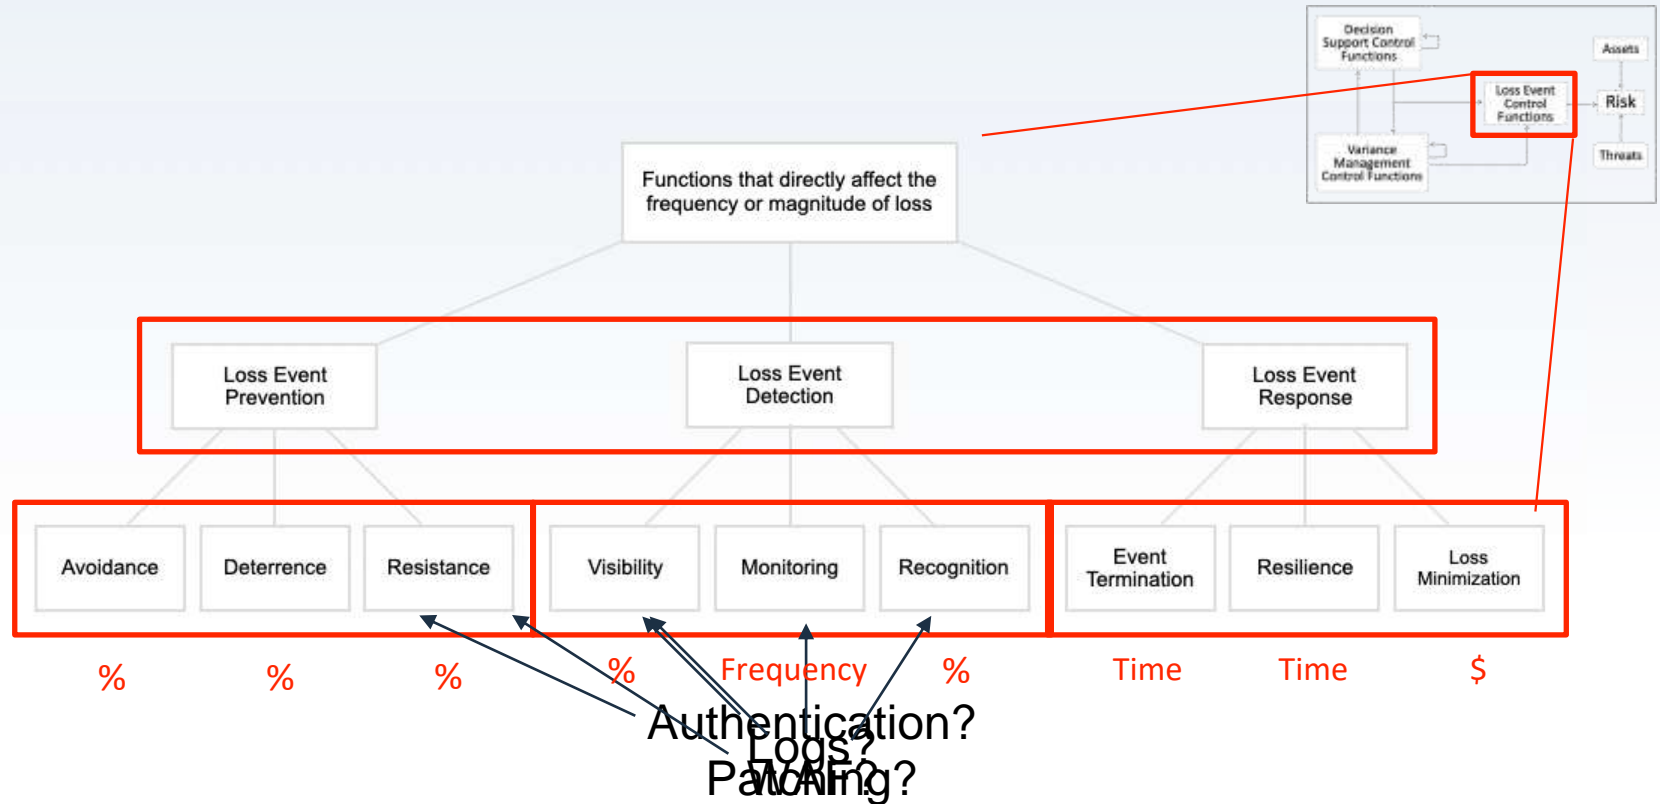 Decision
Support Control
Functions
Assets
Loss Event
Control
Functions
Risk
Variance
Management
Control Functions
Threats
Functions that directly affect the
frequency or magnitude of loss
Loss Event
Prevention
Loss Event
Detection
Loss Event
Response
Avoidance
Deterrence
Resistance
Visibility
Monitoring
Recognition
Event
Termination
Resilience
Loss
Minimization
%
%
%
%
Frequency
%
Time
Time
$
Authentication?
Logs?
Patching?
WAF?